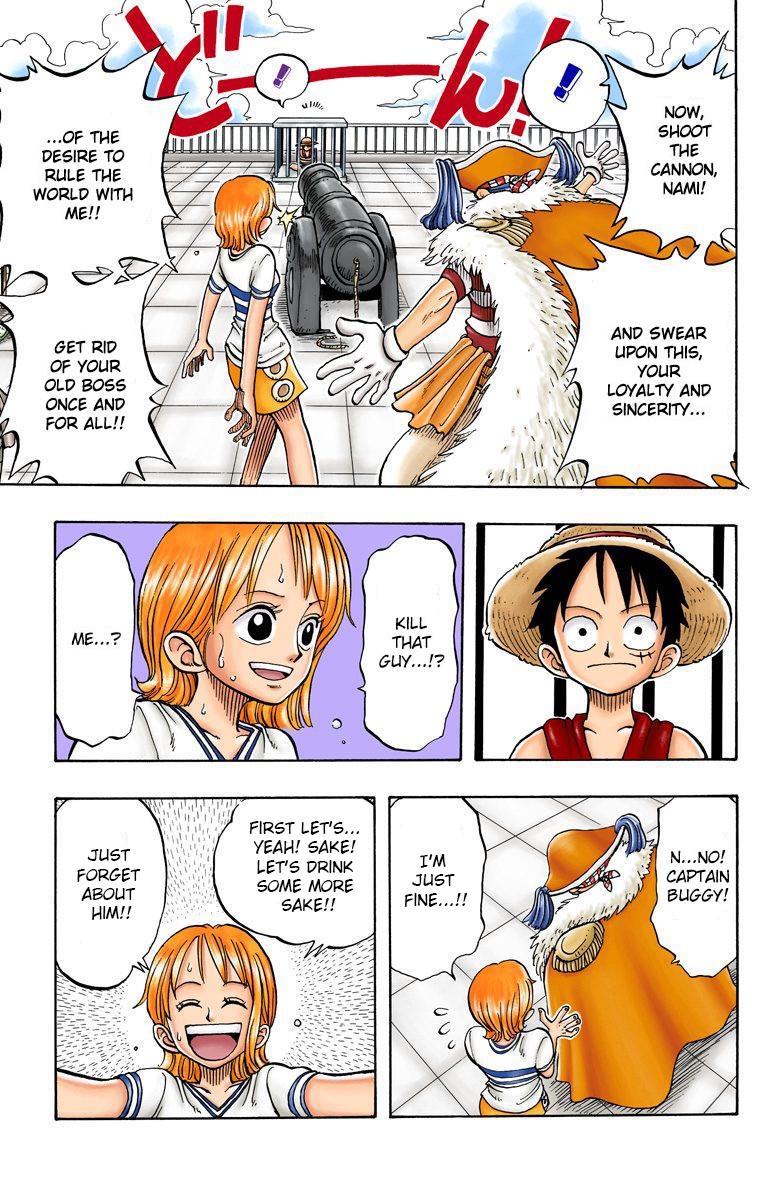 どーん!
!
!
NOW,
SHOOT
THE
CANNON,
NAMI!
AND SWEAR
UPON THIS,
YOUR
LOYALTY AND
SINCERITY...
...OF THE
DESIRE TO
RULE THE
WORLD WITH
ME!!
GET RID
OF YOUR
OLD BOSS
ONCE AND
FOR ALL!!
KILL
THAT
GUY...!?
ME...?
N...NO!
CAPTAIN
BUGGY!
I'M
JUST
FINE...!!
FIRST LET'S...
YEAH! SAKE!
LET'S DRINK
SOME MORE
SAKE!!
JUST
FORGET
ABOUT
HIM!!